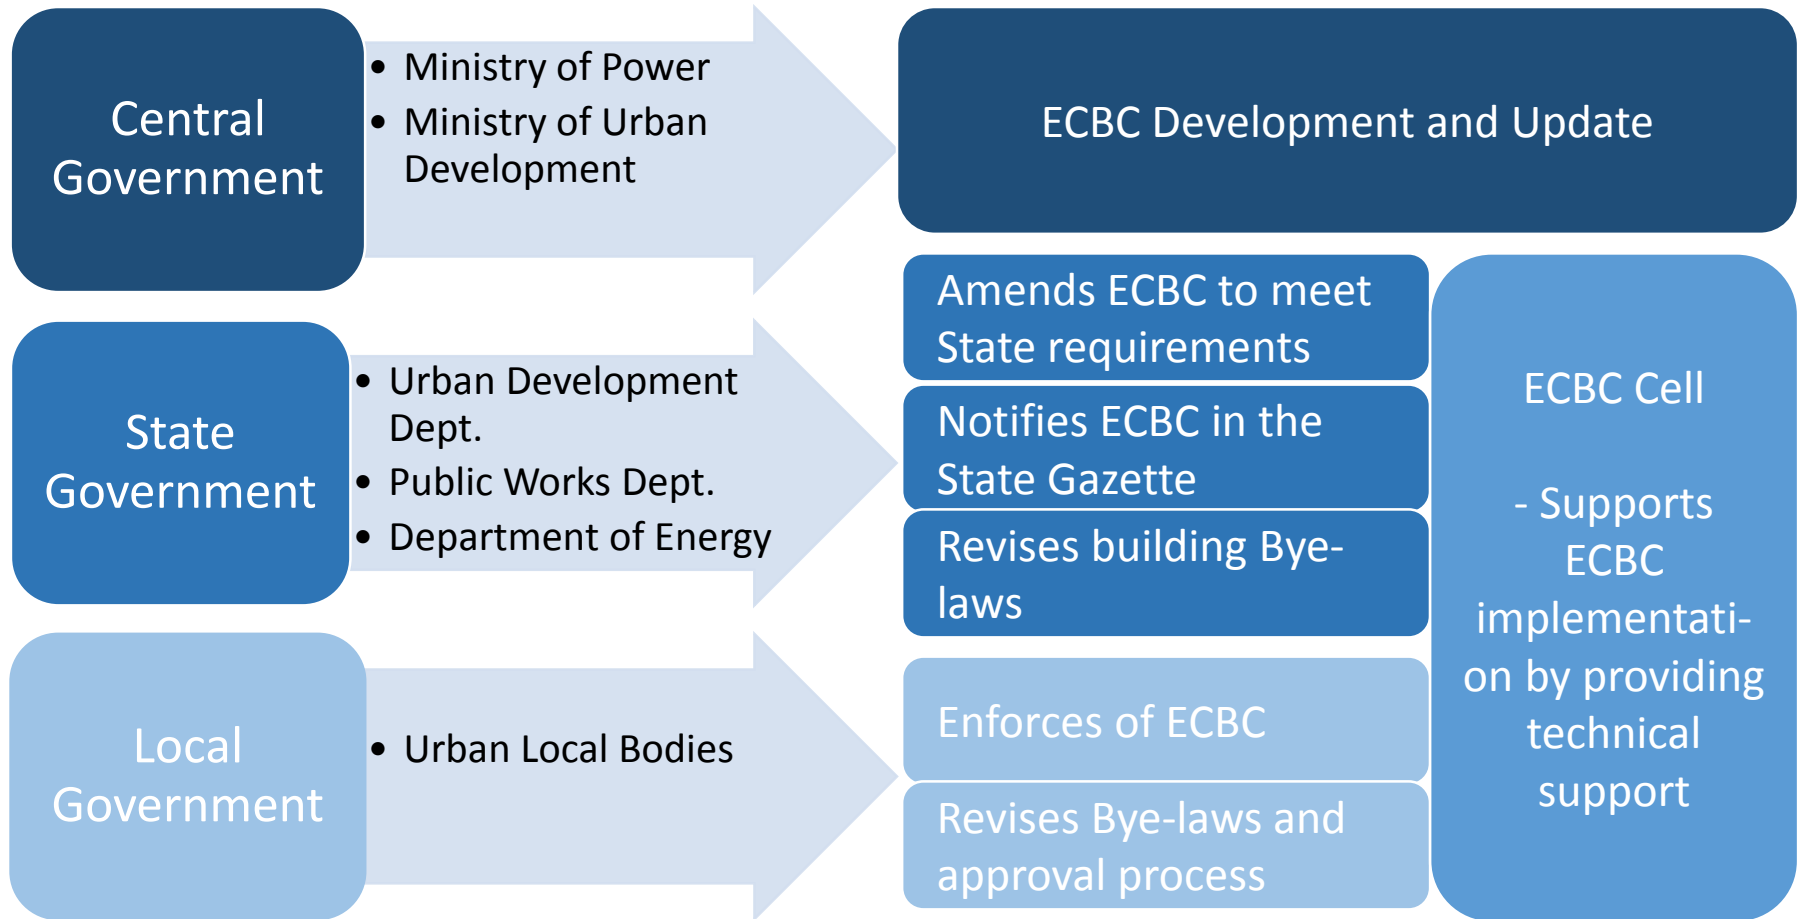 Central
Government
• Ministry of Power
• Ministry of Urban
Development
ECBC Development and Update
State
Government
• Urban Development
Dept.
• Public Works Dept.
• Department of Energy
Amends ECBC to meet
State requirements
Notifies ECBC in the
State Gazette
Revises building Bye-
laws
Local
Government
• Urban Local Bodies
Enforces of ECBC
Revises Bye-laws and
approval process
ECBC Cell
- Supports
ECBC
implementati-
on by providing
technical
support